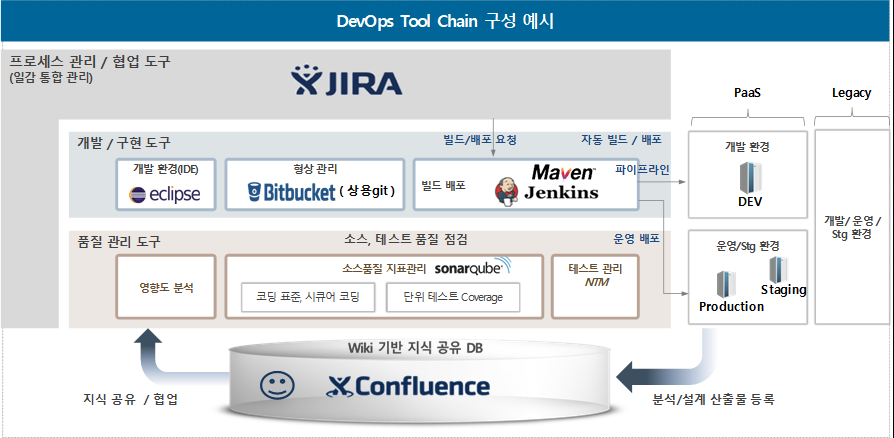 DevOps Tool Chain 구성 예시
프로세스 관리 / 협업 도구
(일감 통합 관리)
JIRA
PaaS
Legacy
개발 / 구현 도구
빌드/배포 요청
자동 빌드 / 배포
파이프라인
개발 환경(IDE)
eclipse
형상 관리
Bitbucket ( 상용git )
빌드 배포
Maven™
Jenkins
개발 환경
DEV
개발/ 운영 /
Stg 환경
품질 관리 도구
소스, 테스트 품질 점검
운영 배포
영향도 분석
소스품질 지표관리 sonarqube
코딩 표준, 시큐어 코딩
단위 테스트 Coverage
테스트 관리
NTM
운영/Stg 환경
Staging
Production
Wiki 기반 지식 공유 DB
Confluence
지식 공유 / 협업
분석/설계 산출물 등록